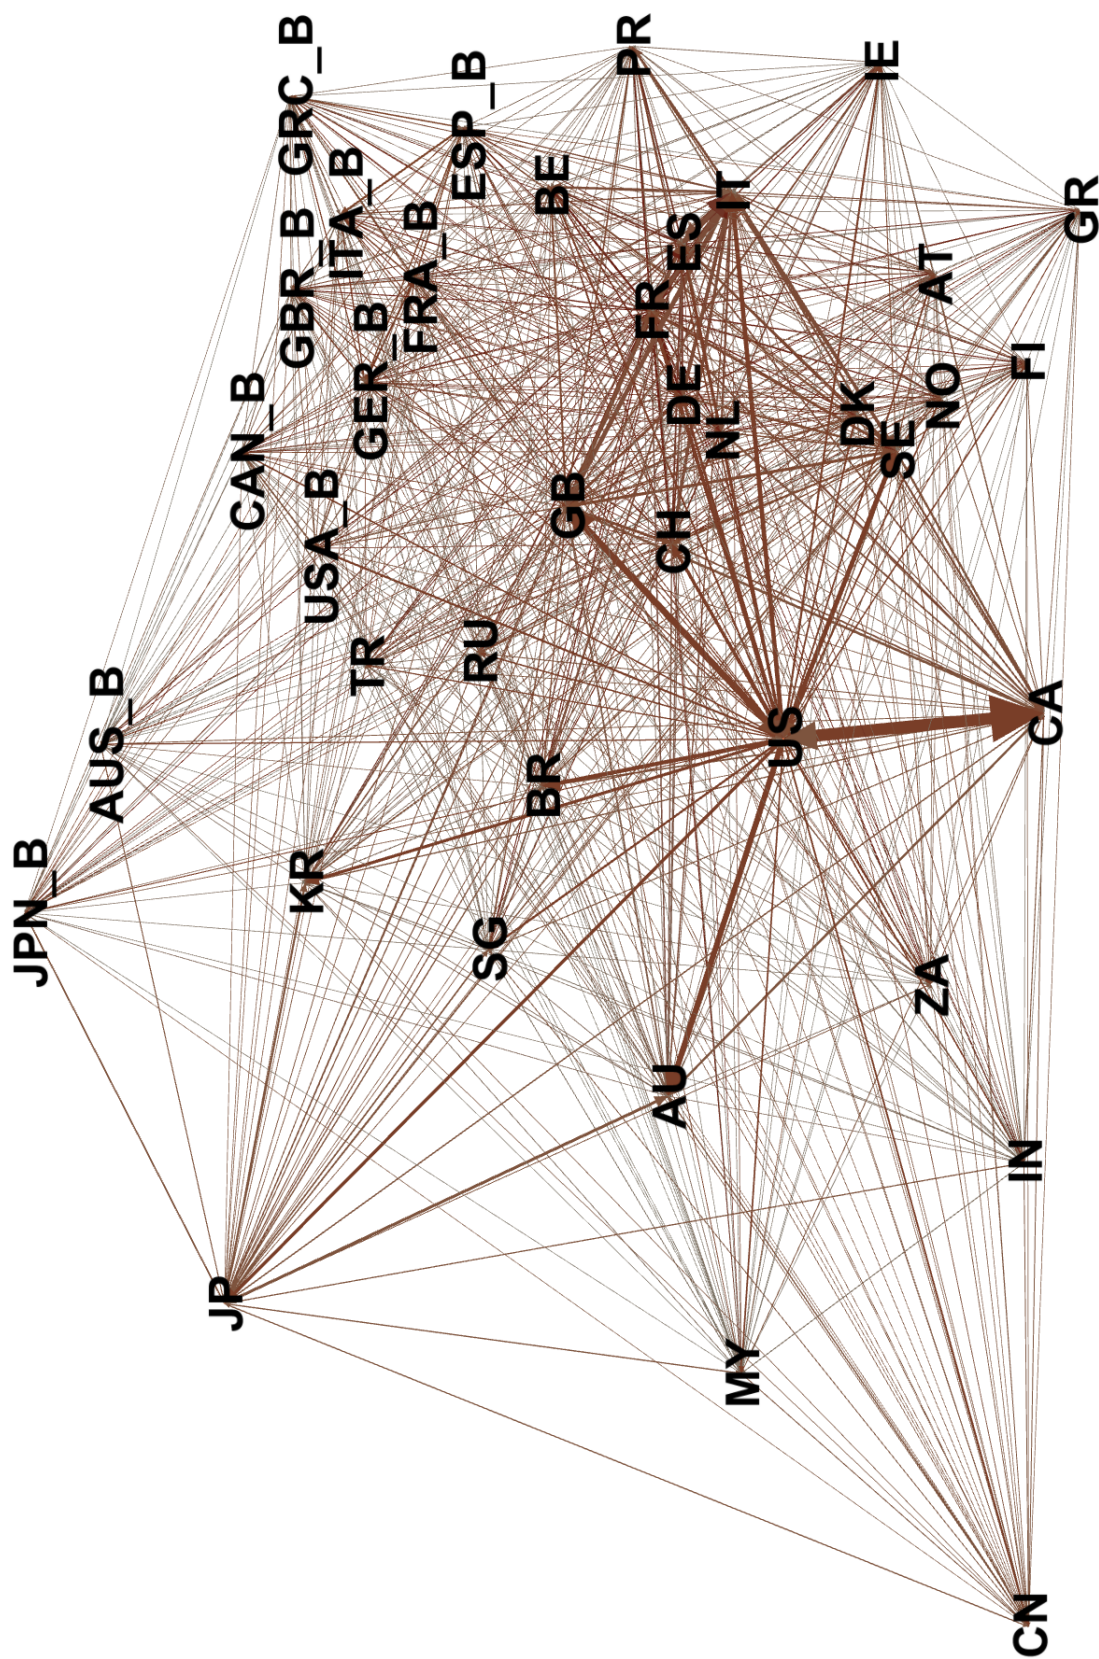 JPN_B
AUS_B
JP
CAN_B
GBR_B
GRC_B
KR
USA_B
ITA_B
TR
GER_B
FRA_B
ESP_B
RU
SG
BR
BE
GB
PR
FR
AU
CH
DE
ES
NL
IT
MY
US
DK
IE
SE
ZA
AT
NO
IN
FI
CN
CA
GR